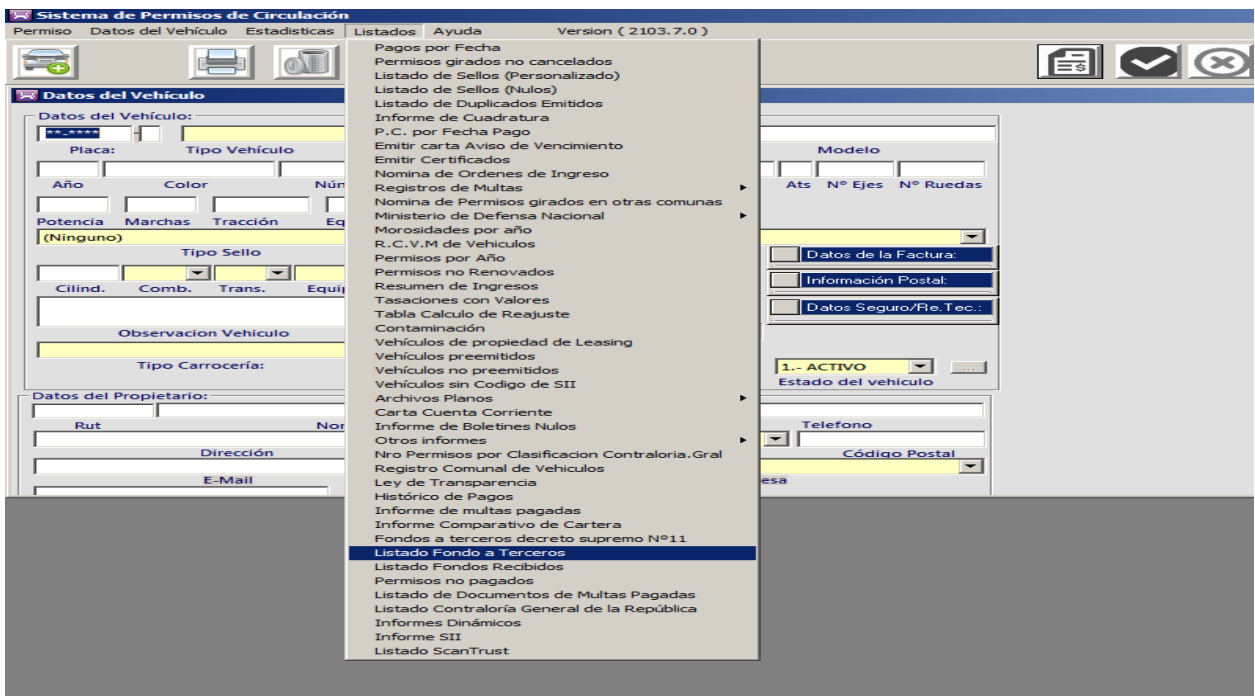 Sistema de Permisos de Circulación
Permiso Datos del Vehículo Estadisticas Listados Ayuda Version ( 2103.7.0 )
Pagos por Fecha
Permisos girados no cancelados
Listado de Sellos (Personalizado)
Listado de Sellos (Nulos)
Listado de Duplicados Emitidos
Informe de Cuadratura
P.C. por Fecha Pago
Emitir carta Aviso de Vencimiento
Emitir Certificados
Nomina de Ordenes de Ingreso
Registros de Multas
Nomina de Permisos girados en otras comunas
Ministerio de Defensa Nacional
Morosidades por año
R.C.V.M de Vehiculos
Permisos por Año
Permisos no Renovados
Resumen de Ingresos
Tasaciones con Valores
Tabla Calculo de Reajuste
Contaminación
Vehículos de propiedad de Leasing
Vehículos preemitidos
Vehículos no preemitidos
Vehículos sin Codigo de SII
Archivos Planos
Carta Cuenta Corriente
Informe de Boletines Nulos
Otros informes
Nro Permisos por Clasificacion Contraloria.Gral
Registro Comunal de Vehiculos
Ley de Transparencia
Histórico de Pagos
Informe de multas pagadas
Informe Comparativo de Cartera
Fondos a terceros decreto supremo Nº11
Listado Fondo a Terceros
Listado Fondos Recibidos
Permisos no pagados
Listado de Documentos de Multas Pagadas
Listado Contraloría General de la República
Informes Dinámicos
Informe SII
Listado ScanTrust
Datos del Vehículo
Datos del Vehículo:
**-**** -
Placa: Tipo Vehículo Modelo
Año Color Núm Ats Nº Ejes Nº Ruedas
Potencia Marchas Tracción Eq
(Ninguno)
Tipo Sello
Datos de la Factura:
Información Postal:
Cilind. Comb. Trans. Equip
Datos Seguro/Re.Tec.:
Observacion Vehiculo
Tipo Carrocería:
1.- ACTIVO ...
Estado del vehiculo
Datos del Propietario:
Rut Nor Telefono
Dirección Código Postal
E-Mail esa